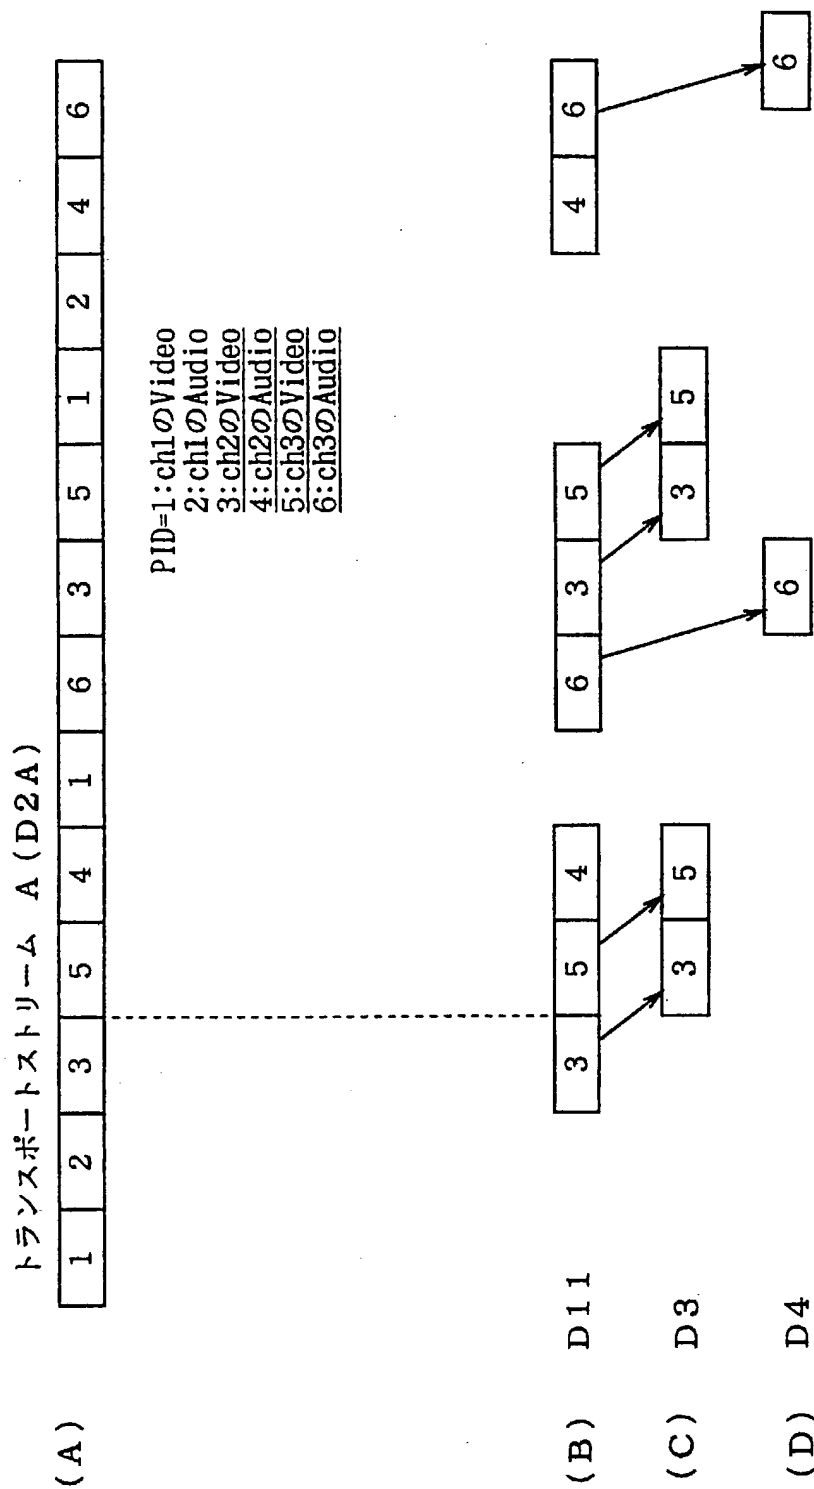 (A)
トランスポートストリーム A (D2A)
1 2 3 5 4 1 6 3 5 1 2 4 6
PID=1:ch1のVideo
2:ch1のAudio
3:ch2のVideo
4:ch2のAudio
5:ch3のVideo
6:ch3のAudio
(B) D11 3 5 4 6 3 5 4 6
(C) D3 3 5 3 5
(D) D4 6 6